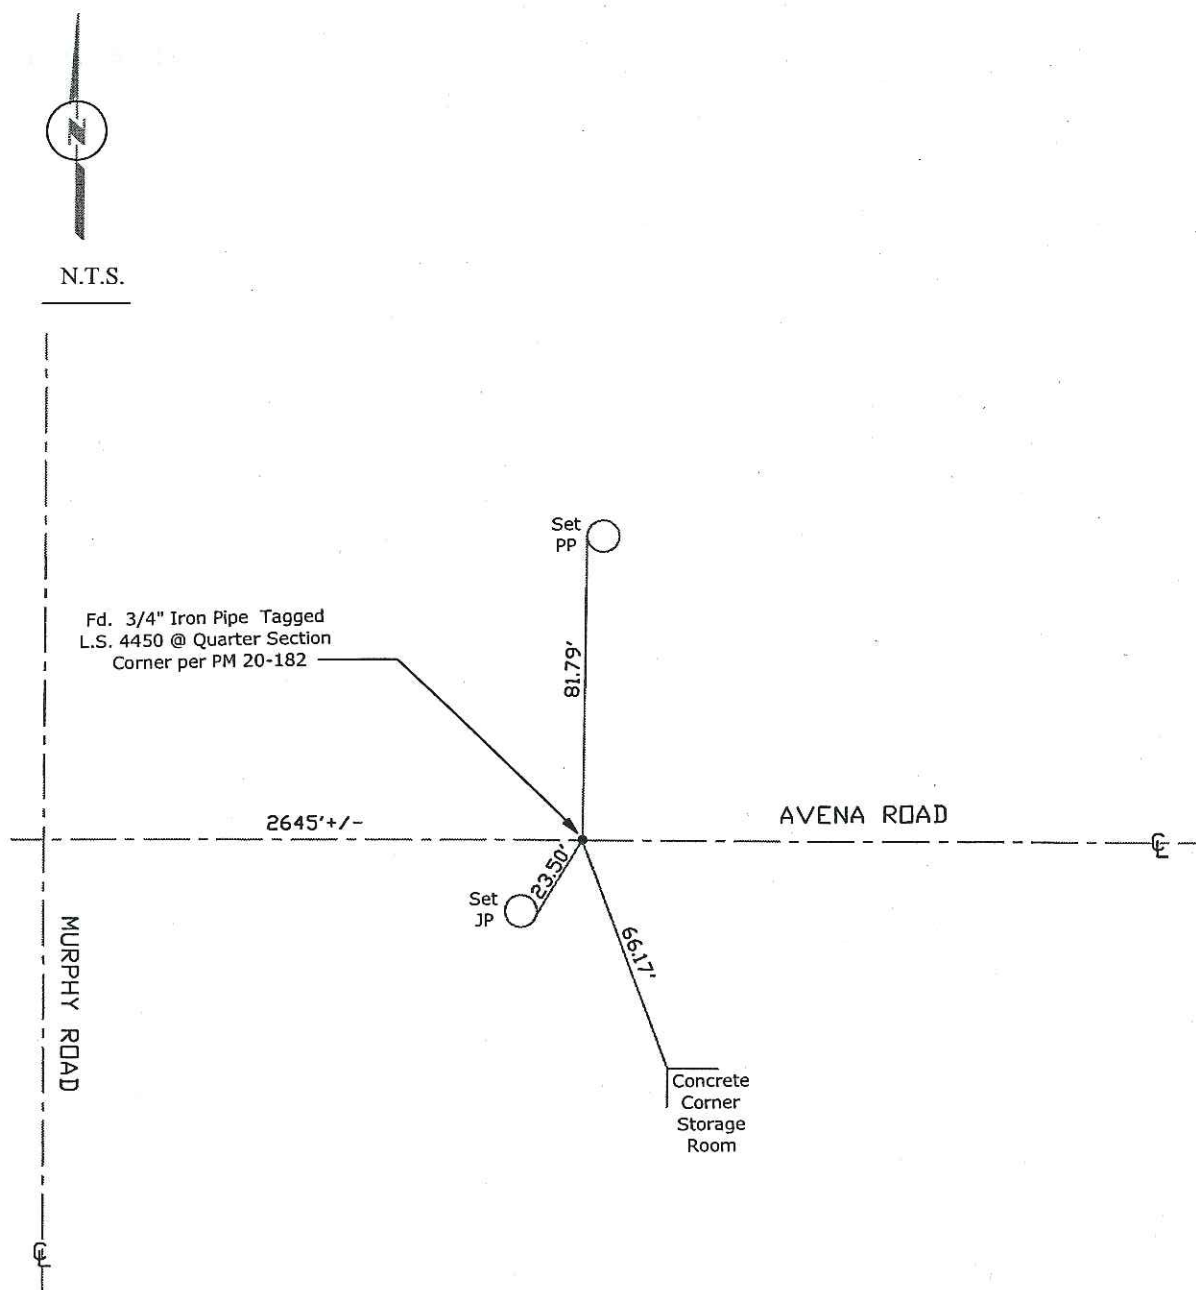 N
N.T.S.
Set
PP
81.79'
Fd. 3/4" Iron Pipe Tagged
L.S. 4450 @ Quarter Section
Corner per PM 20-182
2645'+/-
AVENA ROAD
℄
23.50'
Set
JP
66.17'
MURPHY ROAD
Concrete
Corner
Storage
Room
℄